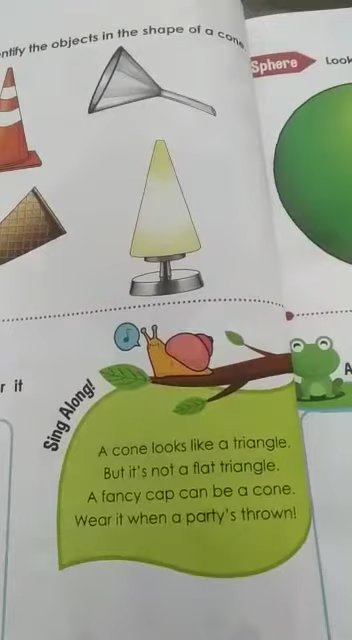 ntify the objects in the shape of a cone.
Sphere
Look
r it
A
Sing Along!
A cone looks like a triangle.
But it's not a flat triangle.
A fancy cap can be a cone.
Wear it when a party's thrown!